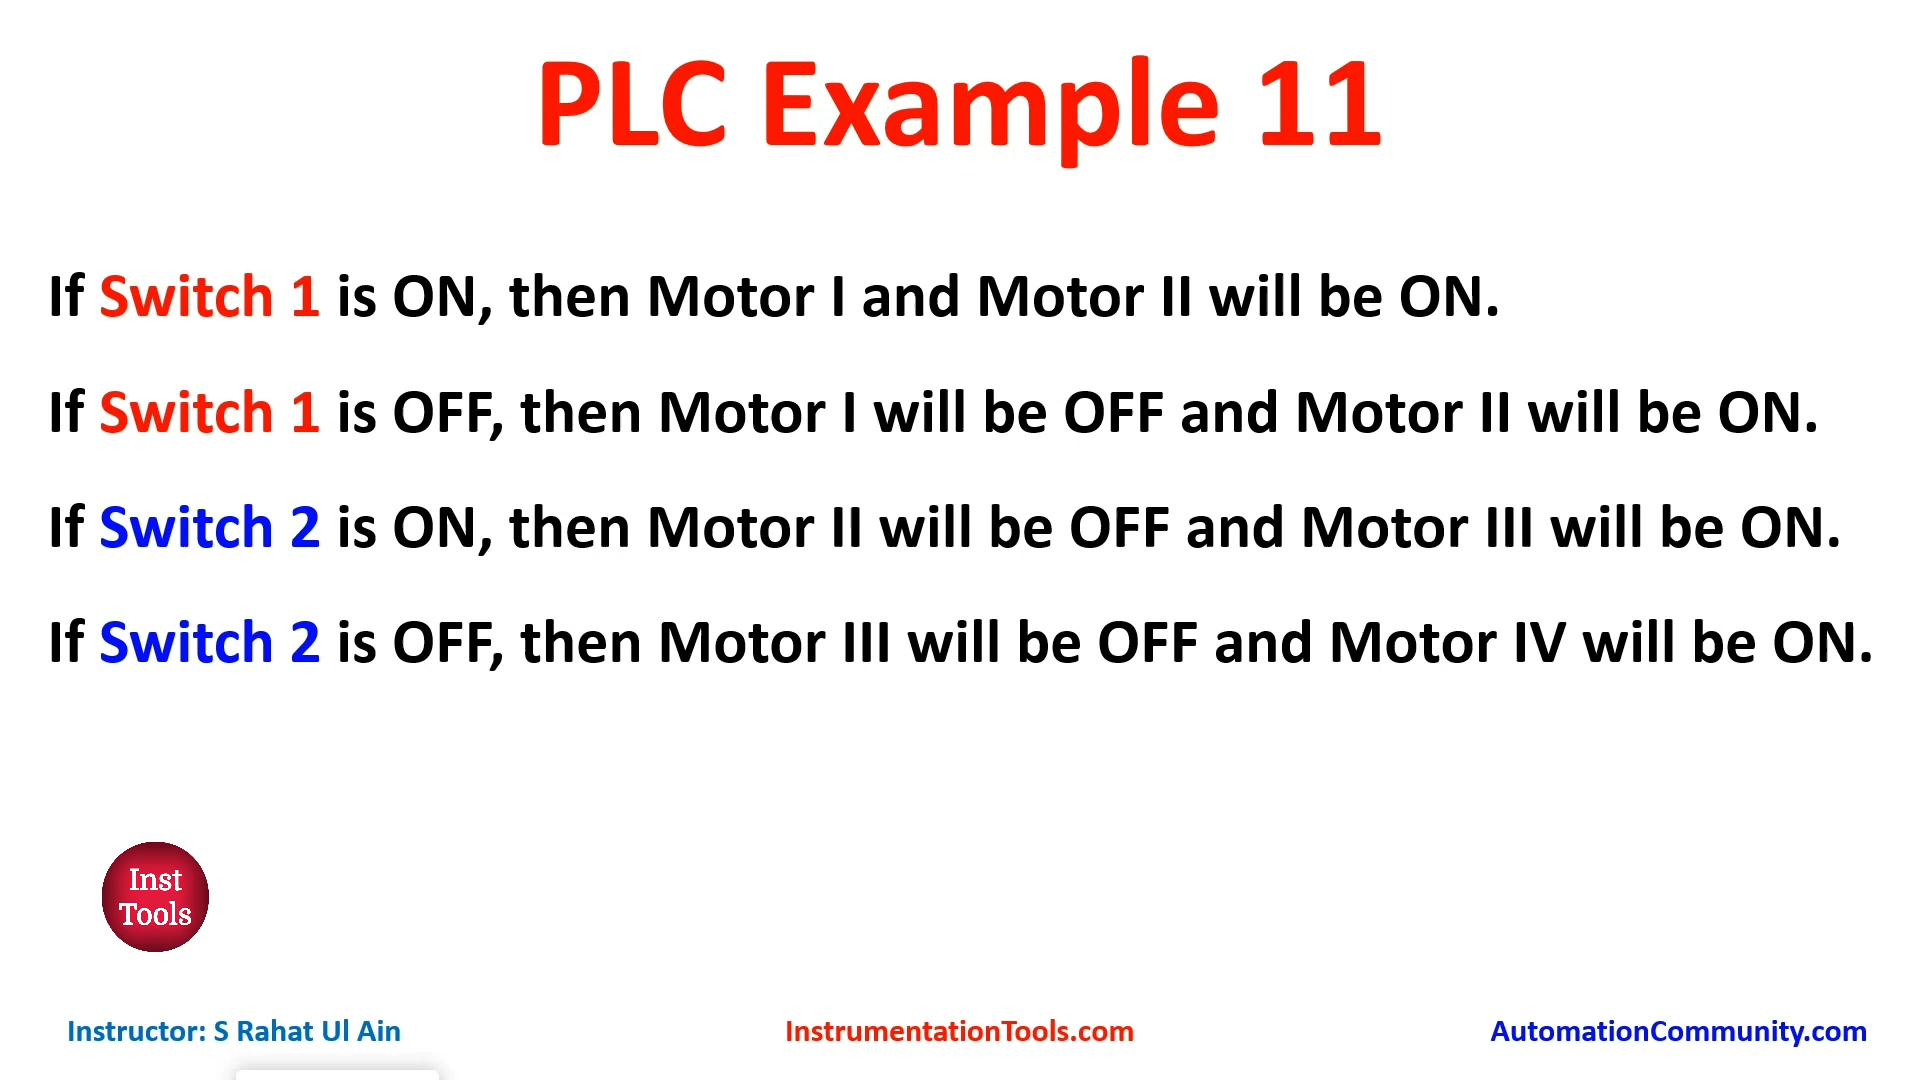 PLC Example 11
If Switch 1 is ON, then Motor I and Motor II will be ON.
If Switch 1 is OFF, then Motor I will be OFF and Motor II will be ON.
If Switch 2 is ON, then Motor II will be OFF and Motor III will be ON.
If Switch 2 is OFF, then Motor III will be OFF and Motor IV will be ON.
Inst
Tools
Instructor: S Rahat Ul Ain
InstrumentationTools.com
AutomationCommunity.com